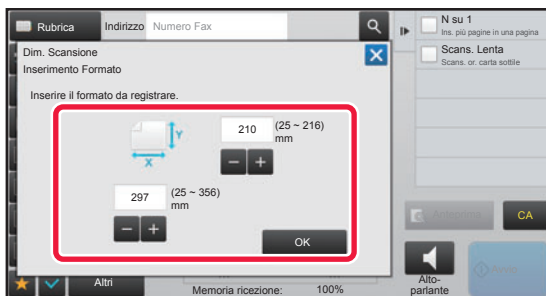 Rubrica
Indirizzo
Numero Fax
N su 1
Ins. più pagine in una pagina
Dim. Scansione
Inserimento Formato
Scans. Lenta
Scans. or. carta sottile
Inserire il formato da registrare.
Y
X
210
(25 ~ 216)
mm
297
(25 ~ 356)
mm
OK
CA
Altri
Memoria ricezione:
100%
Alto-
parlante
Avvio